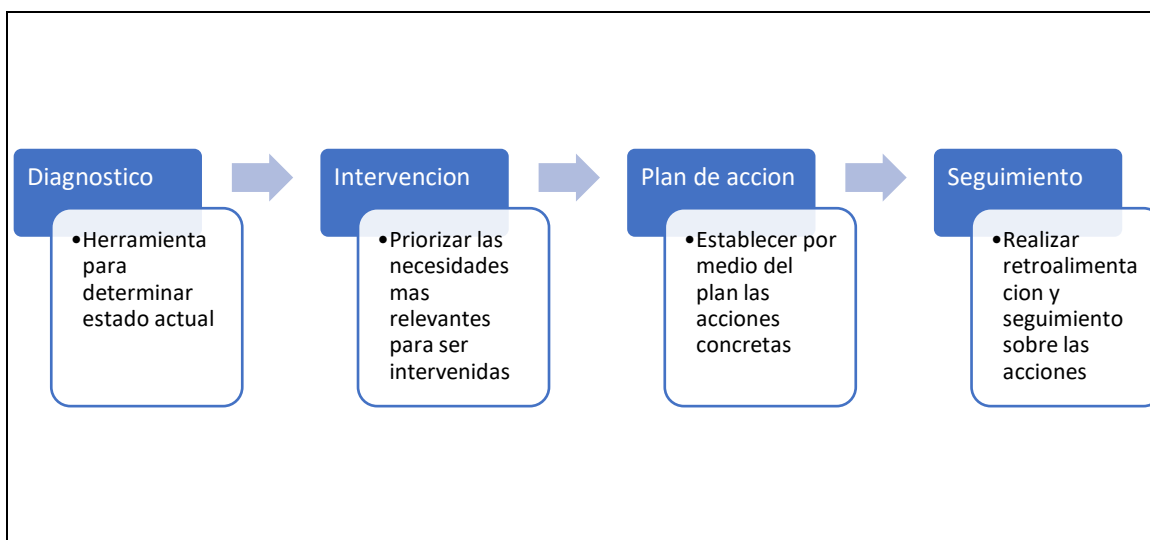 Diagnostico
•Herramienta
para
determinar
estado actual
Intervencion
•Priorizar las
necesidades
mas
relevantes
para ser
intervenidas
Plan de accion
•Establecer por
medio del
plan las
acciones
concretas
Seguimiento
•Realizar
retroalimenta
cion y
seguimiento
sobre las
acciones